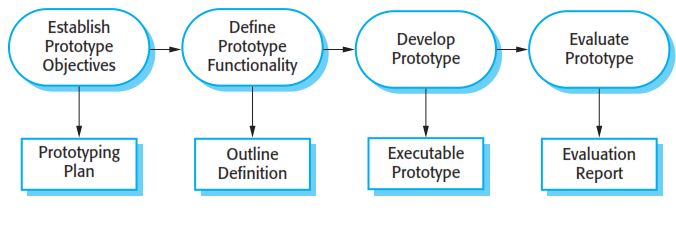 Establish
Prototype
Objectives
Define
Prototype
Functionality
Develop
Prototype
Evaluate
Prototype
Prototyping
Plan
Outline
Definition
Executable
Prototype
Evaluation
Report